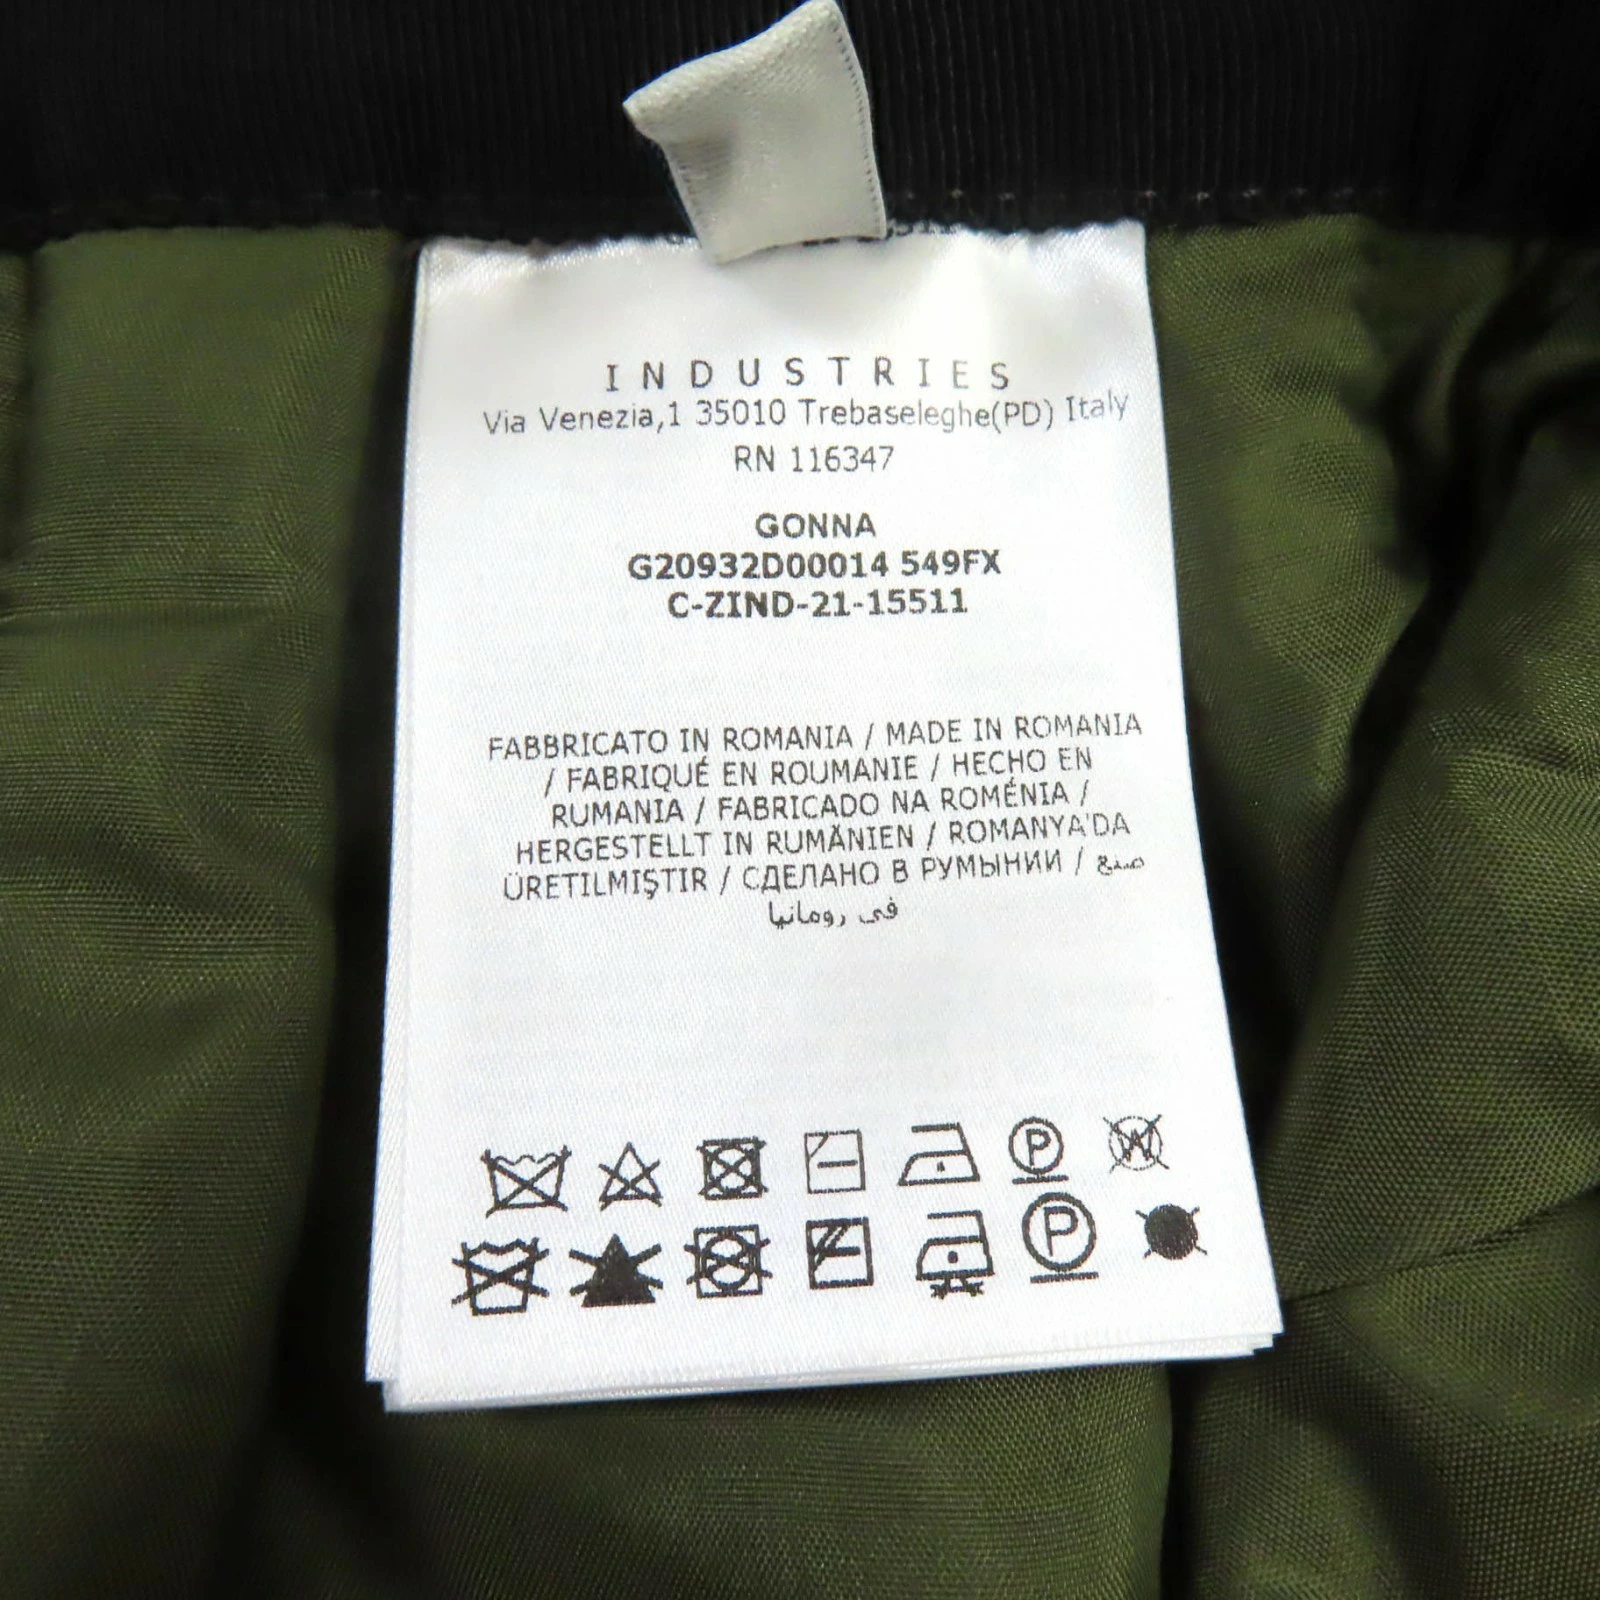 INDUSTRIES
Via Venezia,1 35010 Trebaseleghe(PD) Italy
RN 116347
GONNA
G20932D00014 549FX
C-ZIND-21-15511
FABBRICATO IN ROMANIA / MADE IN ROMANIA
/ FABRIQUÉ EN ROUMANIE / HECHO EN
RUMANIA / FABRICADO NA ROMÉNIA /
HERGESTELLT IN RUMÄNIEN / ROMANYA'DA
ÜRETILMIŞTIR / СДЕЛАНО В РУМЫНИИ / صنع
في رومانيا
P W
P